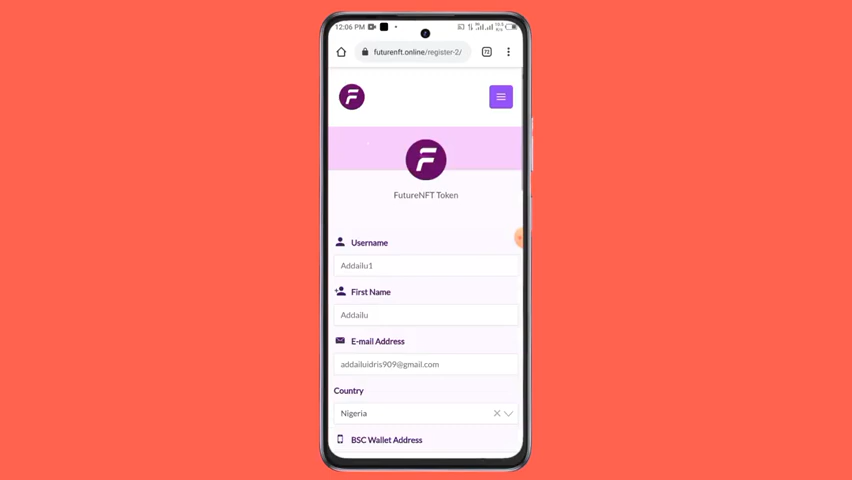 12:06 PM
futurenft.online/register-2/
FutureNFT Token
Username
Addailu1
First Name
Addailu
E-mail Address
addailuidris909@gmail.com
Country
Nigeria
BSC Wallet Address